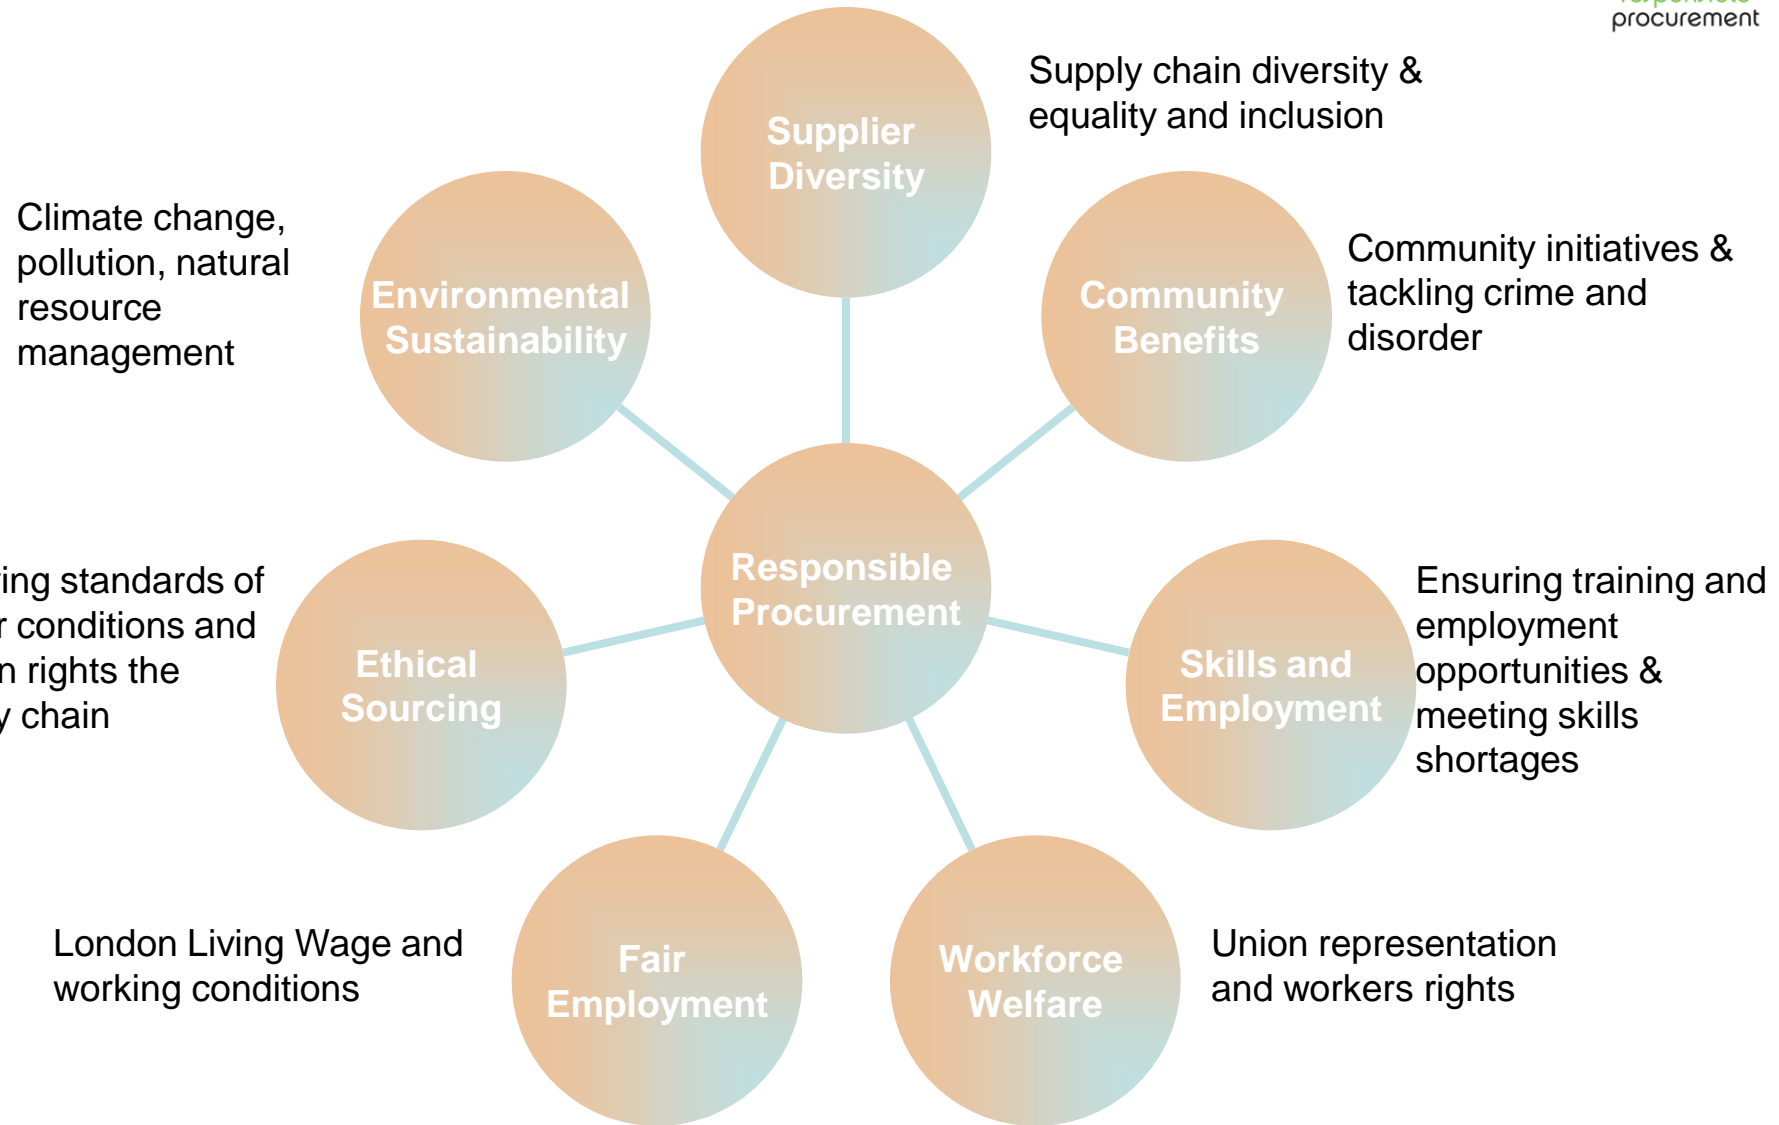 procurement
Supply chain diversity &
equality and inclusion
Supplier
Diversity
Climate change,
pollution, natural
resource
management
Environmental
Sustainability
Community
Benefits
Community initiatives &
tackling crime and
disorder
Responsible
Procurement
standards of
conditions and
rights the
chain
Ethical
Sourcing
Skills and
Employment
Ensuring training and
employment
opportunities &
meeting skills
shortages
London Living Wage and
working conditions
Fair
Employment
Workforce
Welfare
Union representation
and workers rights